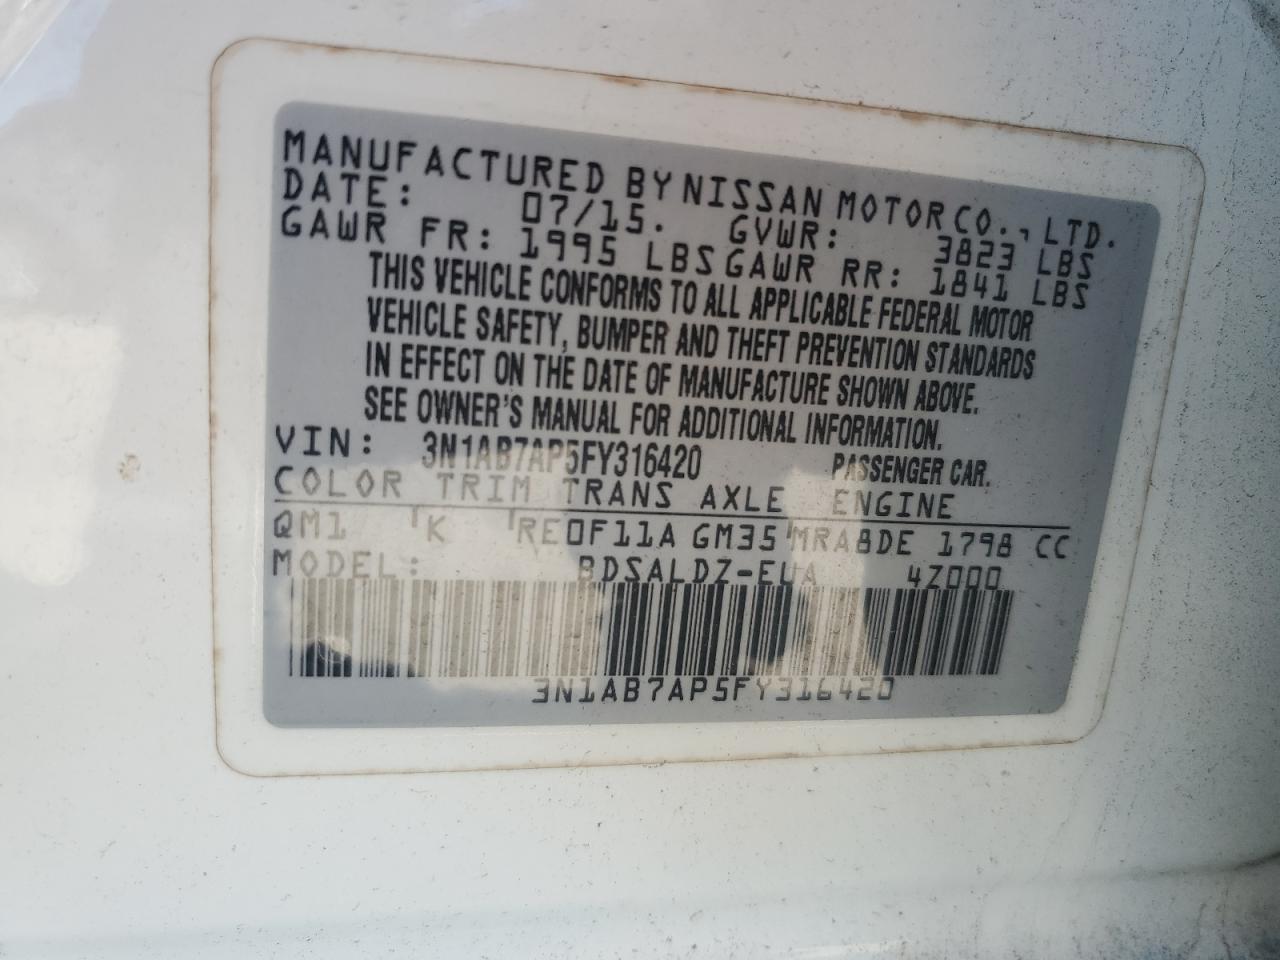 MANUFACTURED BY NISSAN MOTOR CO., LTD.
DATE: 07/15. GVWR: 3823 LBS
GAWR FR: 1995 LBS GAWR RR: 1841 LBS
THIS VEHICLE CONFORMS TO ALL APPLICABLE FEDERAL MOTOR
VEHICLE SAFETY, BUMPER AND THEFT PREVENTION STANDARDS
IN EFFECT ON THE DATE OF MANUFACTURE SHOWN ABOVE.
SEE OWNER'S MANUAL FOR ADDITIONAL INFORMATION.
VIN: 3N1AB7AP5FY316420 PASSENGER CAR.
COLOR TRIM TRANS AXLE ENGINE
QM1 K RE0F11A GM35 MRA8DE 1798 CC
MODEL: BDSALDZ-EUA 4Z000
3N1AB7AP5FY316420